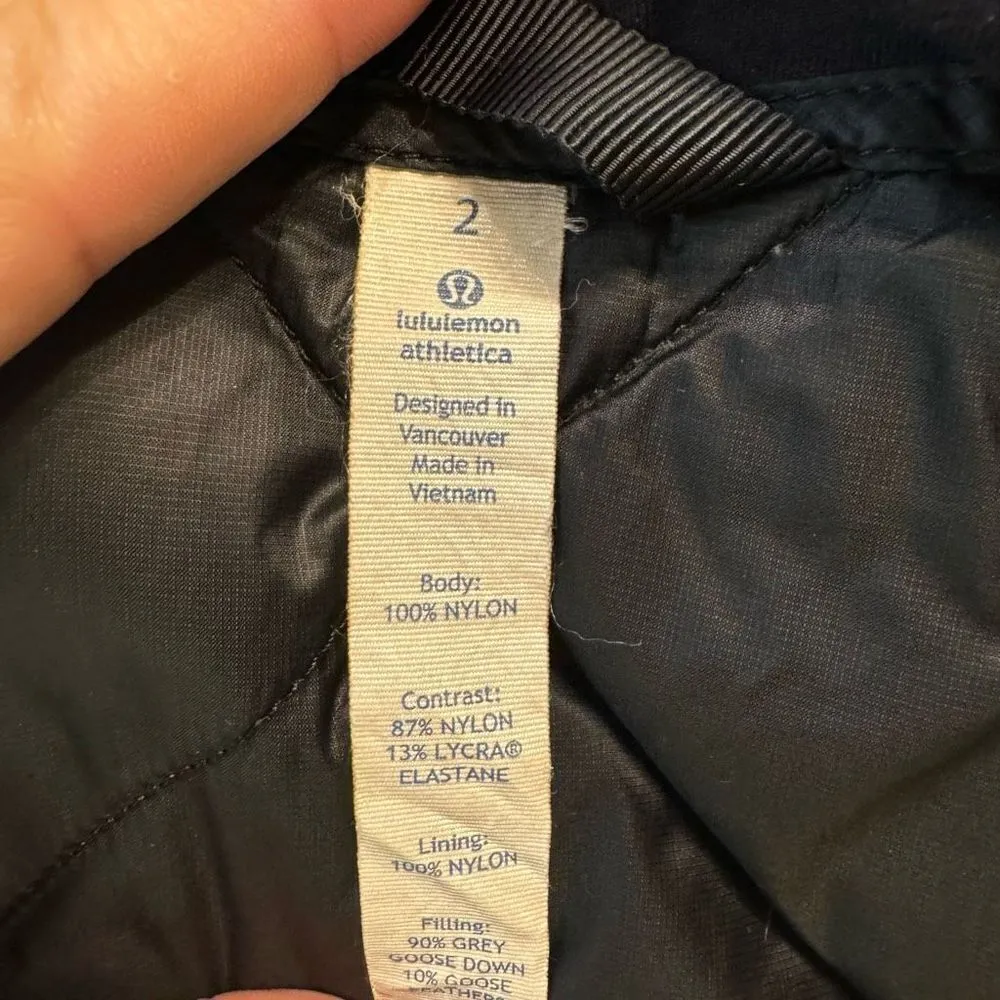 2
lululemon
athletica
Designed in
Vancouver
Made in
Vietnam
Body:
100% NYLON
Contrast:
87% NYLON
13% LYCRA®
ELASTANE
Lining:
100% NYLON
Filling:
90% GREY
GOOSE DOWN
10% GOOSE
FEATHERS